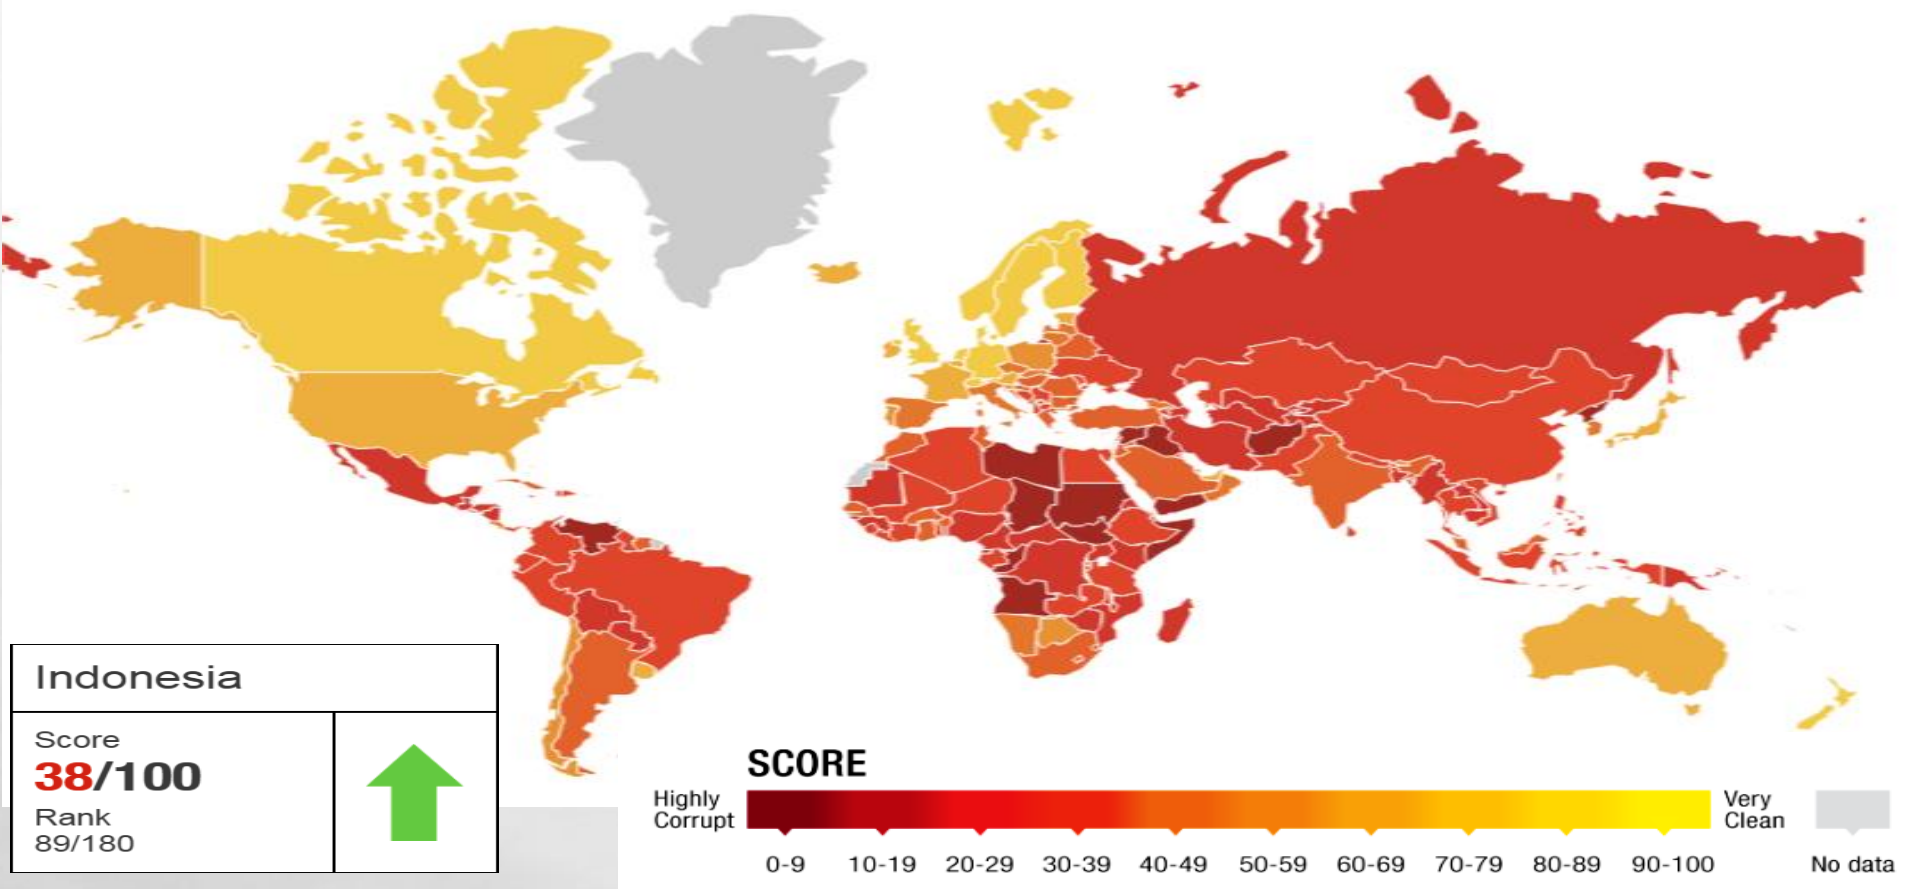 Indonesia
Score
38/100
Rank
89/180
SCORE
Highly
Corrupt
Very
Clean
0-9 10-19 20-29 30-39 40-49 50-59 60-69 70-79 80-89 90-100 No data